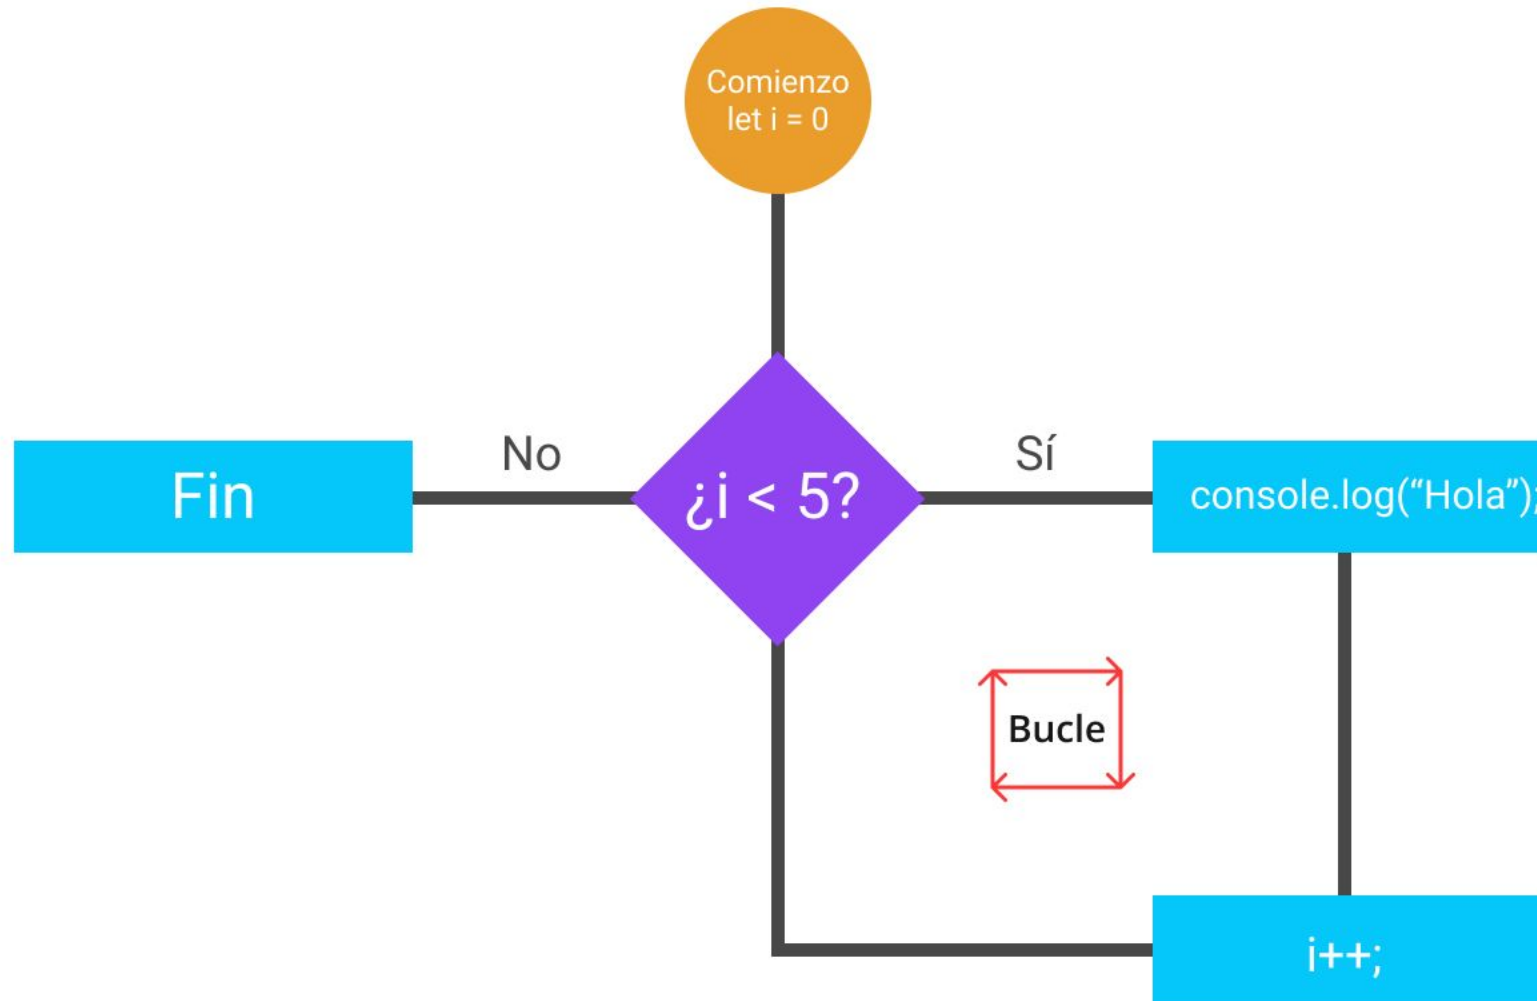 Comienzo
let i = 0
No
Sí
Fin
¿i < 5?
console.log(“Hola”);
Bucle
i++;